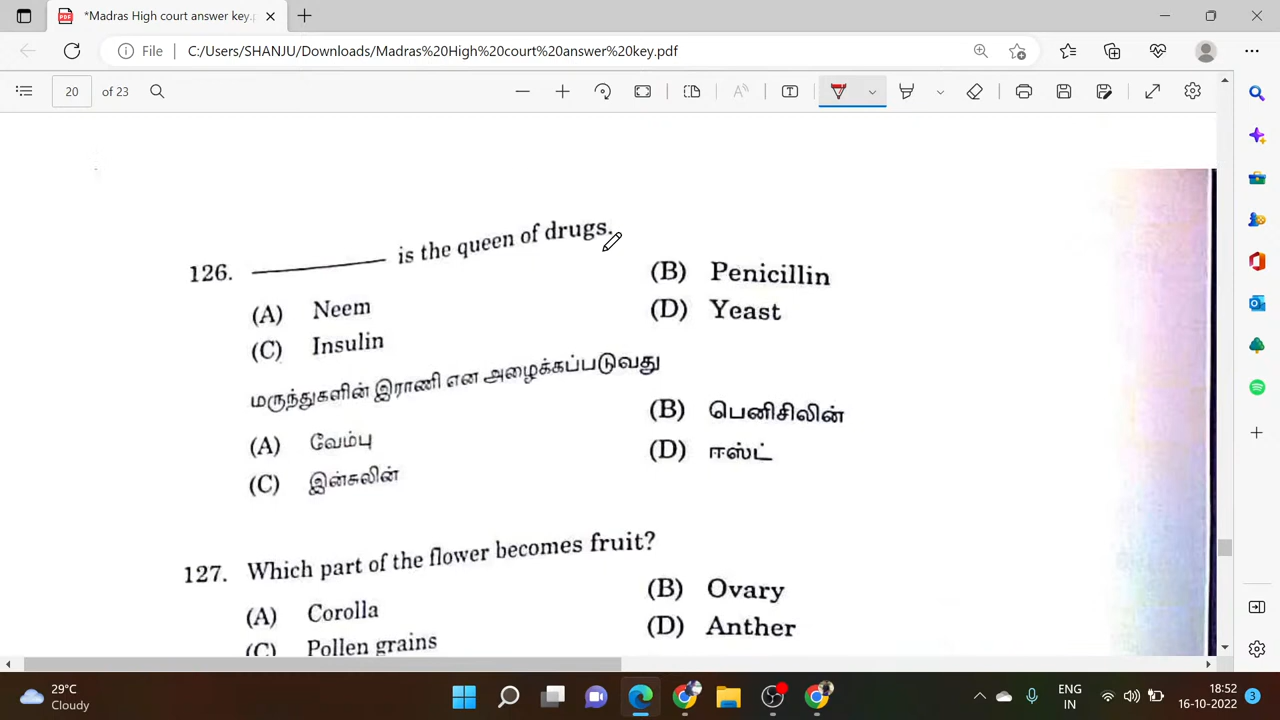 *Madras High court answer key.p
File
C:/Users/SHANJU/Downloads/Madras%20High%20court%20answer%20key.pdf
20 of 23
126. __________ is the queen of drugs.
(A) Neem (B) Penicillin
(C) Insulin (D) Yeast
மருந்துகளின் இராணி என அழைக்கப்படுவது
(A) வேம்பு (B) பெனிசிலின்
(C) இன்சுலின் (D) ஈஸ்ட்
127. Which part of the flower becomes fruit?
(A) Corolla (B) Ovary
(C) Pollen grains (D) Anther
29°C
Cloudy
ENG
IN
18:52
16-10-2022
3